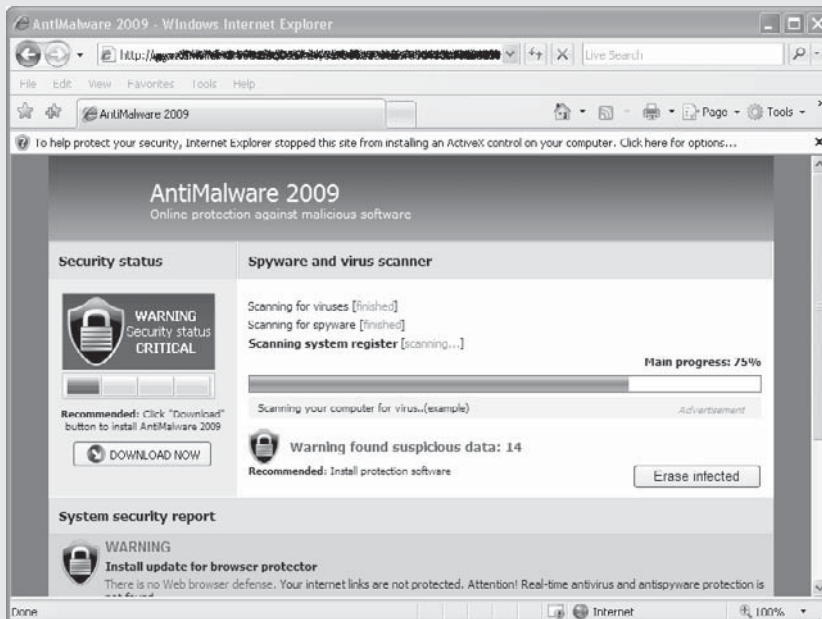 AntiMalware 2009 - Windows Internet Explorer
http://
Live Search
File Edit View Favorites Tools Help
AntiMalware 2009
Page Tools
To help protect your security, Internet Explorer stopped this site from installing an ActiveX control on your computer. Click here for options...
AntiMalware 2009
Online protection against malicious software
Security status
WARNING
Security status
CRITICAL
Recommended: Click "Download"
button to install AntiMalware 2009
DOWNLOAD NOW
Spyware and virus scanner
Scanning for viruses [finished]
Scanning for spyware [finished]
Scanning system register [scanning...]
Main progress: 75%
Scanning your computer for virus..(example)
Advertisement
Warning found suspicious data: 14
Recommended: Install protection software
Erase infected
System security report
WARNING
Install update for browser protector
There is no Web browser defense. Your internet links are not protected. Attention! Real-time antivirus and antispyware protection is
not found
Done
Internet
100%